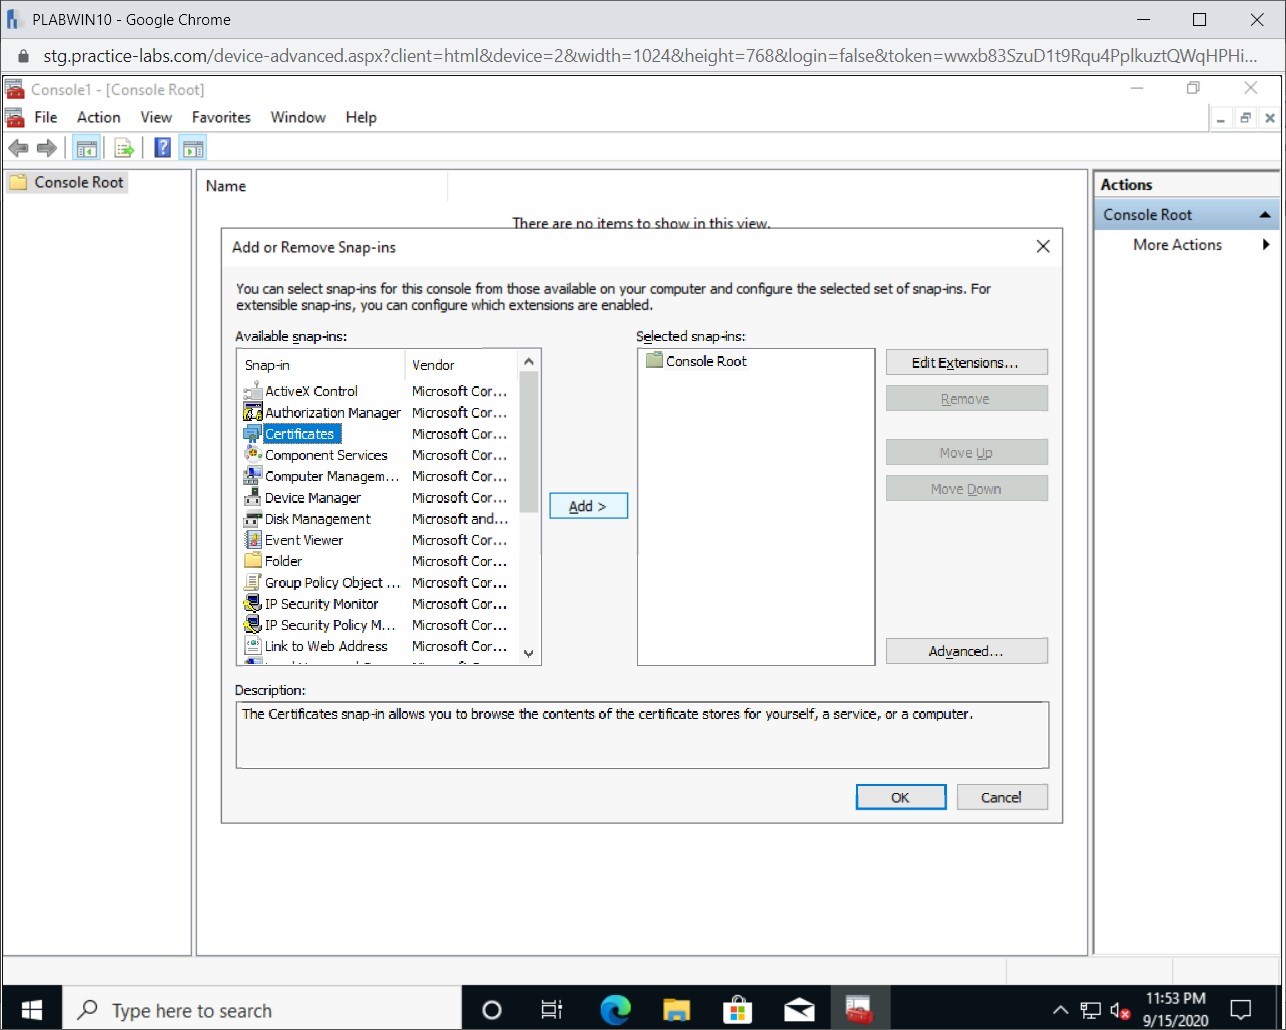 PLABWIN10 - Google Chrome
stg.practice-labs.com/device-advanced.aspx?client=html&device=2&width=1024&height=768&login=false&token=wwxb83SzuD1t9Rqu4PplkuztQWqHPHi...
Console1 - [Console Root]
File Action View Favorites Window Help
Console Root
Name
There are no items to show in this view.
Actions
Console Root
More Actions
Add or Remove Snap-ins
You can select snap-ins for this console from those available on your computer and configure the selected set of snap-ins. For
extensible snap-ins, you can configure which extensions are enabled.
Available snap-ins:
Snap-in Vendor
ActiveX Control Microsoft Cor...
Authorization Manager Microsoft Cor...
Certificates Microsoft Cor...
Component Services Microsoft Cor...
Computer Managem... Microsoft Cor...
Device Manager Microsoft Cor...
Disk Management Microsoft and...
Event Viewer Microsoft Cor...
Folder Microsoft Cor...
Group Policy Object ... Microsoft Cor...
IP Security Monitor Microsoft Cor...
IP Security Policy M... Microsoft Cor...
Link to Web Address Microsoft Cor...
Add >
Selected snap-ins:
Console Root
Edit Extensions...
Remove
Move Up
Move Down
Advanced...
Description:
The Certificates snap-in allows you to browse the contents of the certificate stores for yourself, a service, or a computer.
OK Cancel
Type here to search
11:53 PM
9/15/2020